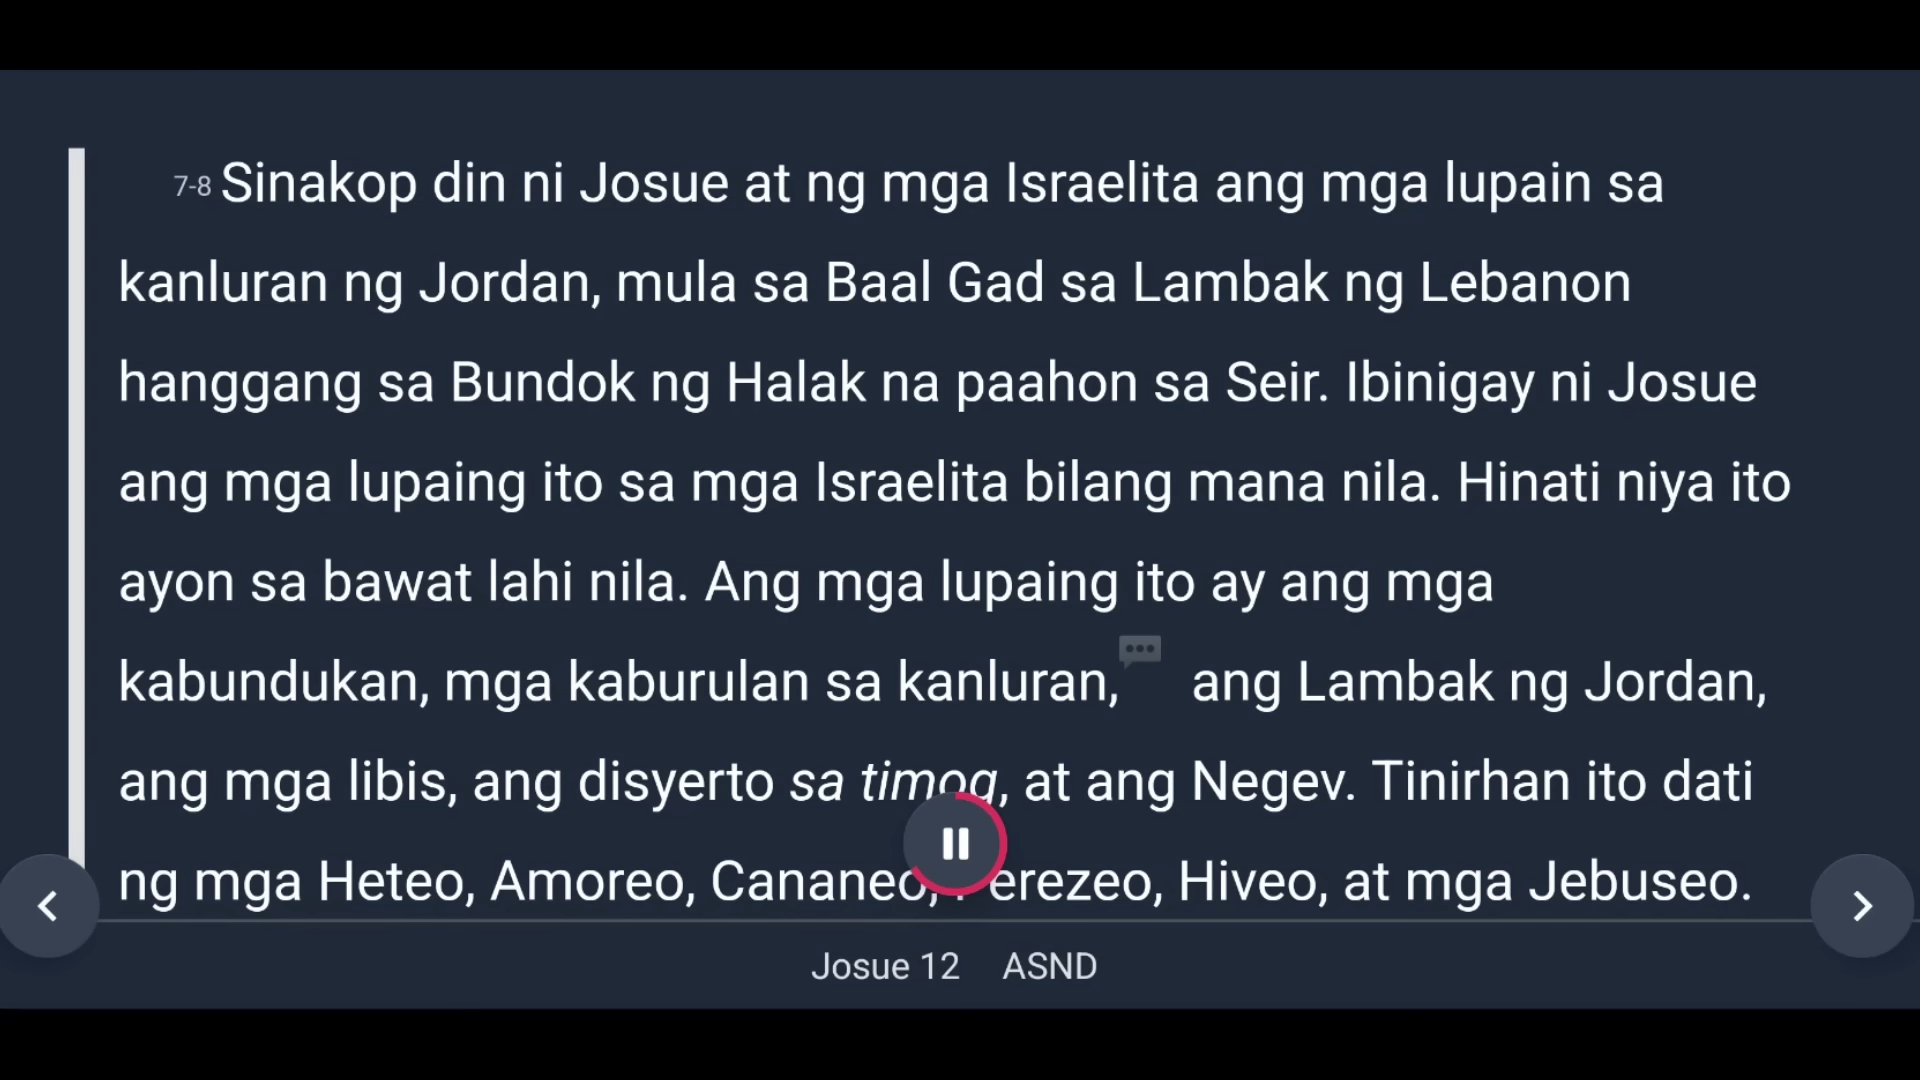 7-8 Sinakop din ni Josue at ng mga Israelita ang mga lupain sa
kanluran ng Jordan, mula sa Baal Gad sa Lambak ng Lebanon
hanggang sa Bundok ng Halak na paahon sa Seir. Ibinigay ni Josue
ang mga lupaing ito sa mga Israelita bilang mana nila. Hinati niya ito
ayon sa bawat lahi nila. Ang mga lupaing ito ay ang mga
kabundukan, mga kaburulan sa kanluran, ang Lambak ng Jordan,
ang mga libis, ang disyerto sa timog, at ang Negev. Tinirhan ito dati
ng mga Heteo, Amoreo, Cananeo, Perezeo, Hiveo, at mga Jebuseo.
Josue 12 ASND